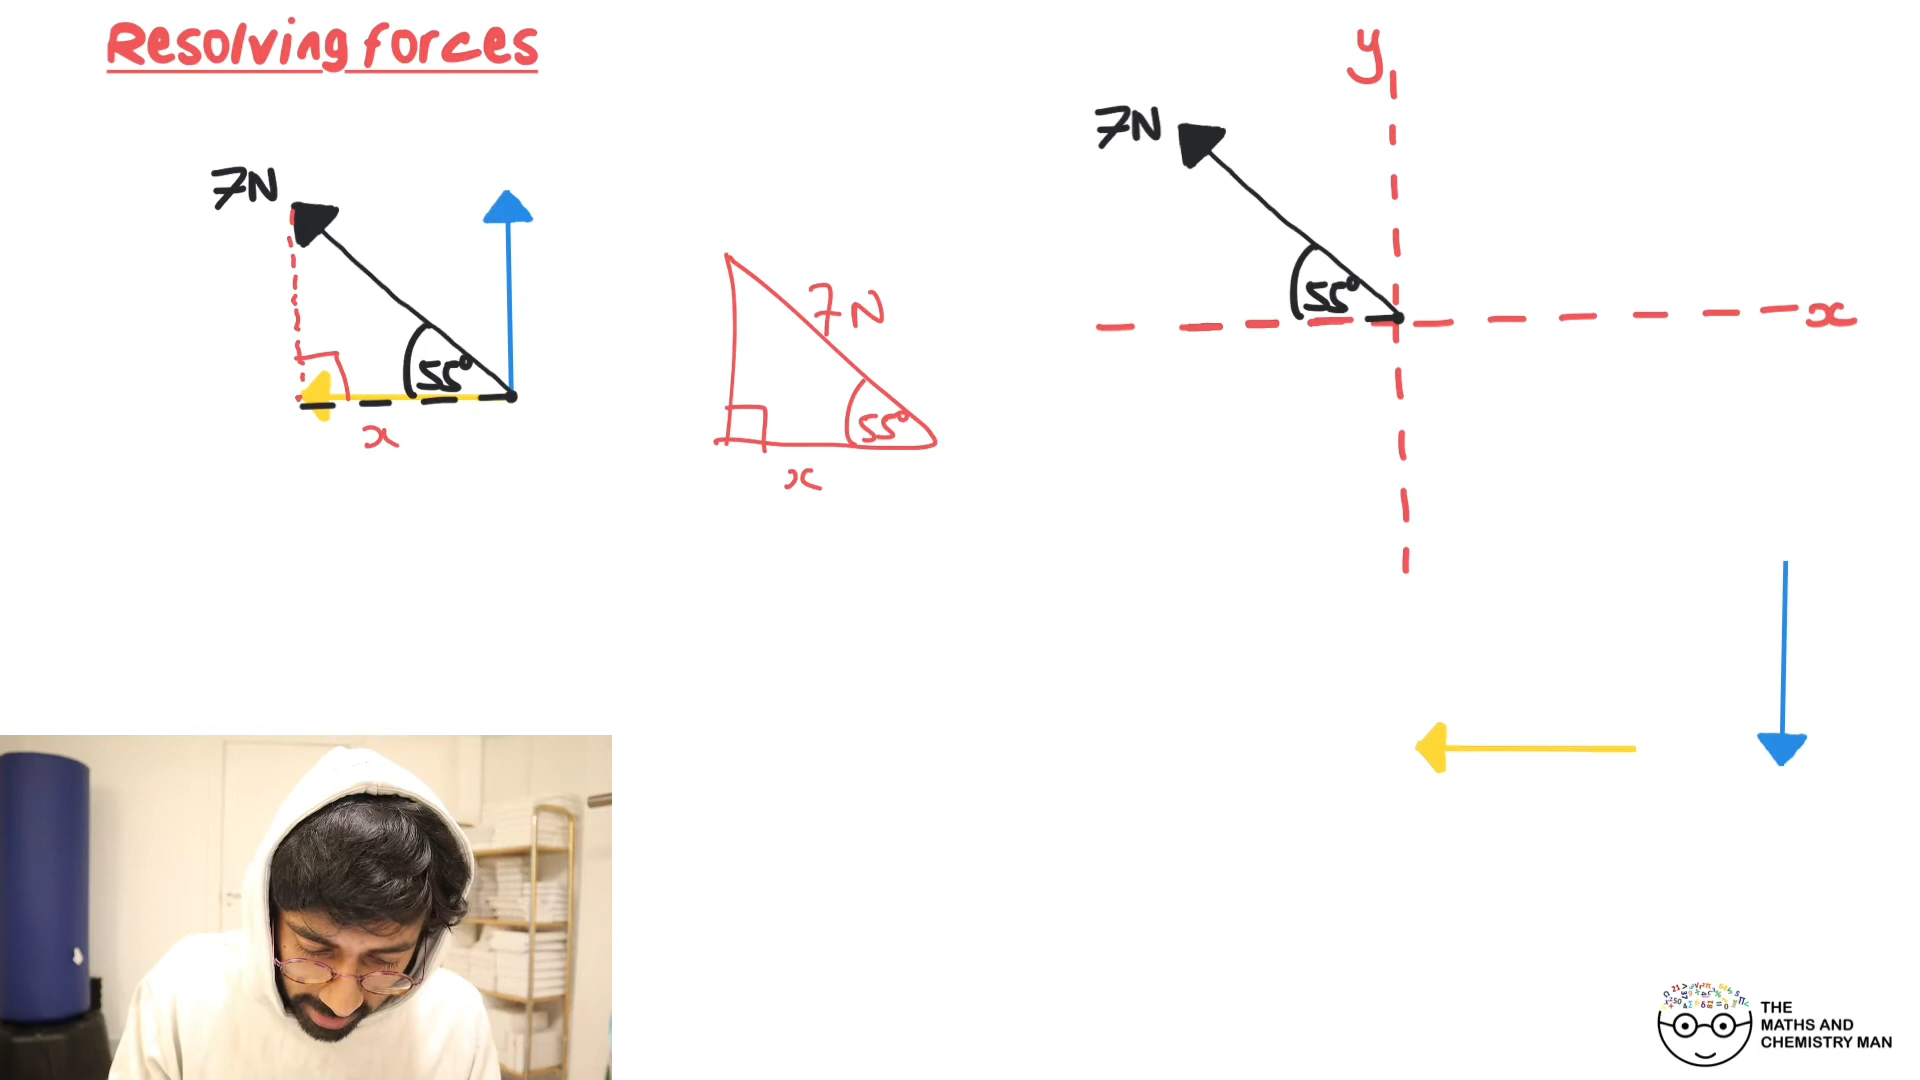 Resolving forces
7N
55°
x
7N
55°
x
y
7N
55°
x
THE
MATHS AND
CHEMISTRY MAN